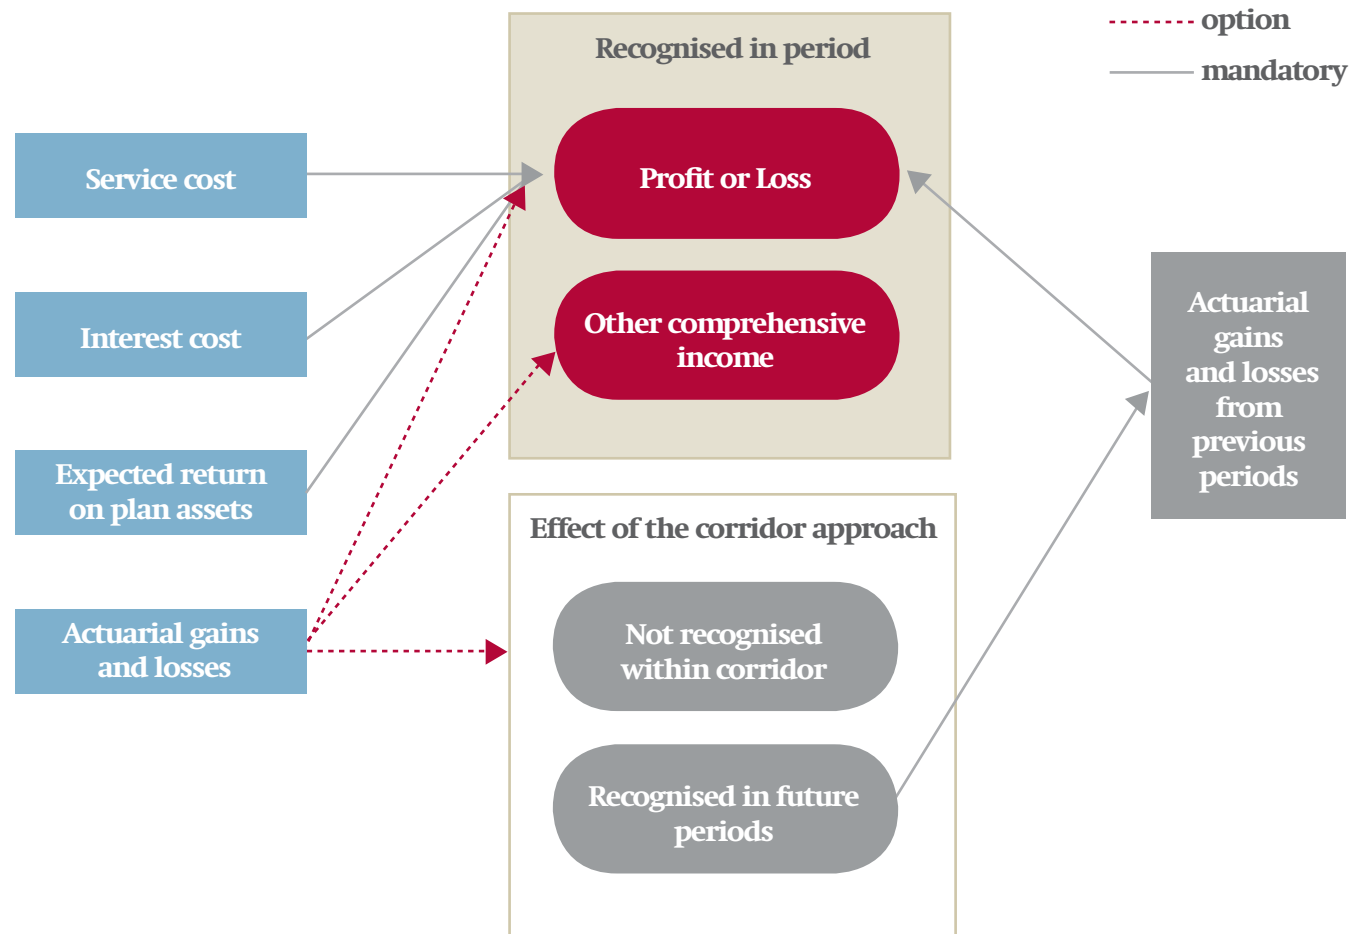 option
mandatory
Recognised in period
Profit or Loss
Other comprehensive
income
Service cost
Interest cost
Expected return
on plan assets
Actuarial gains
and losses
Effect of the corridor approach
Not recognised
within corridor
Recognised in future
periods
Actuarial
gains
and losses
from
previous
periods